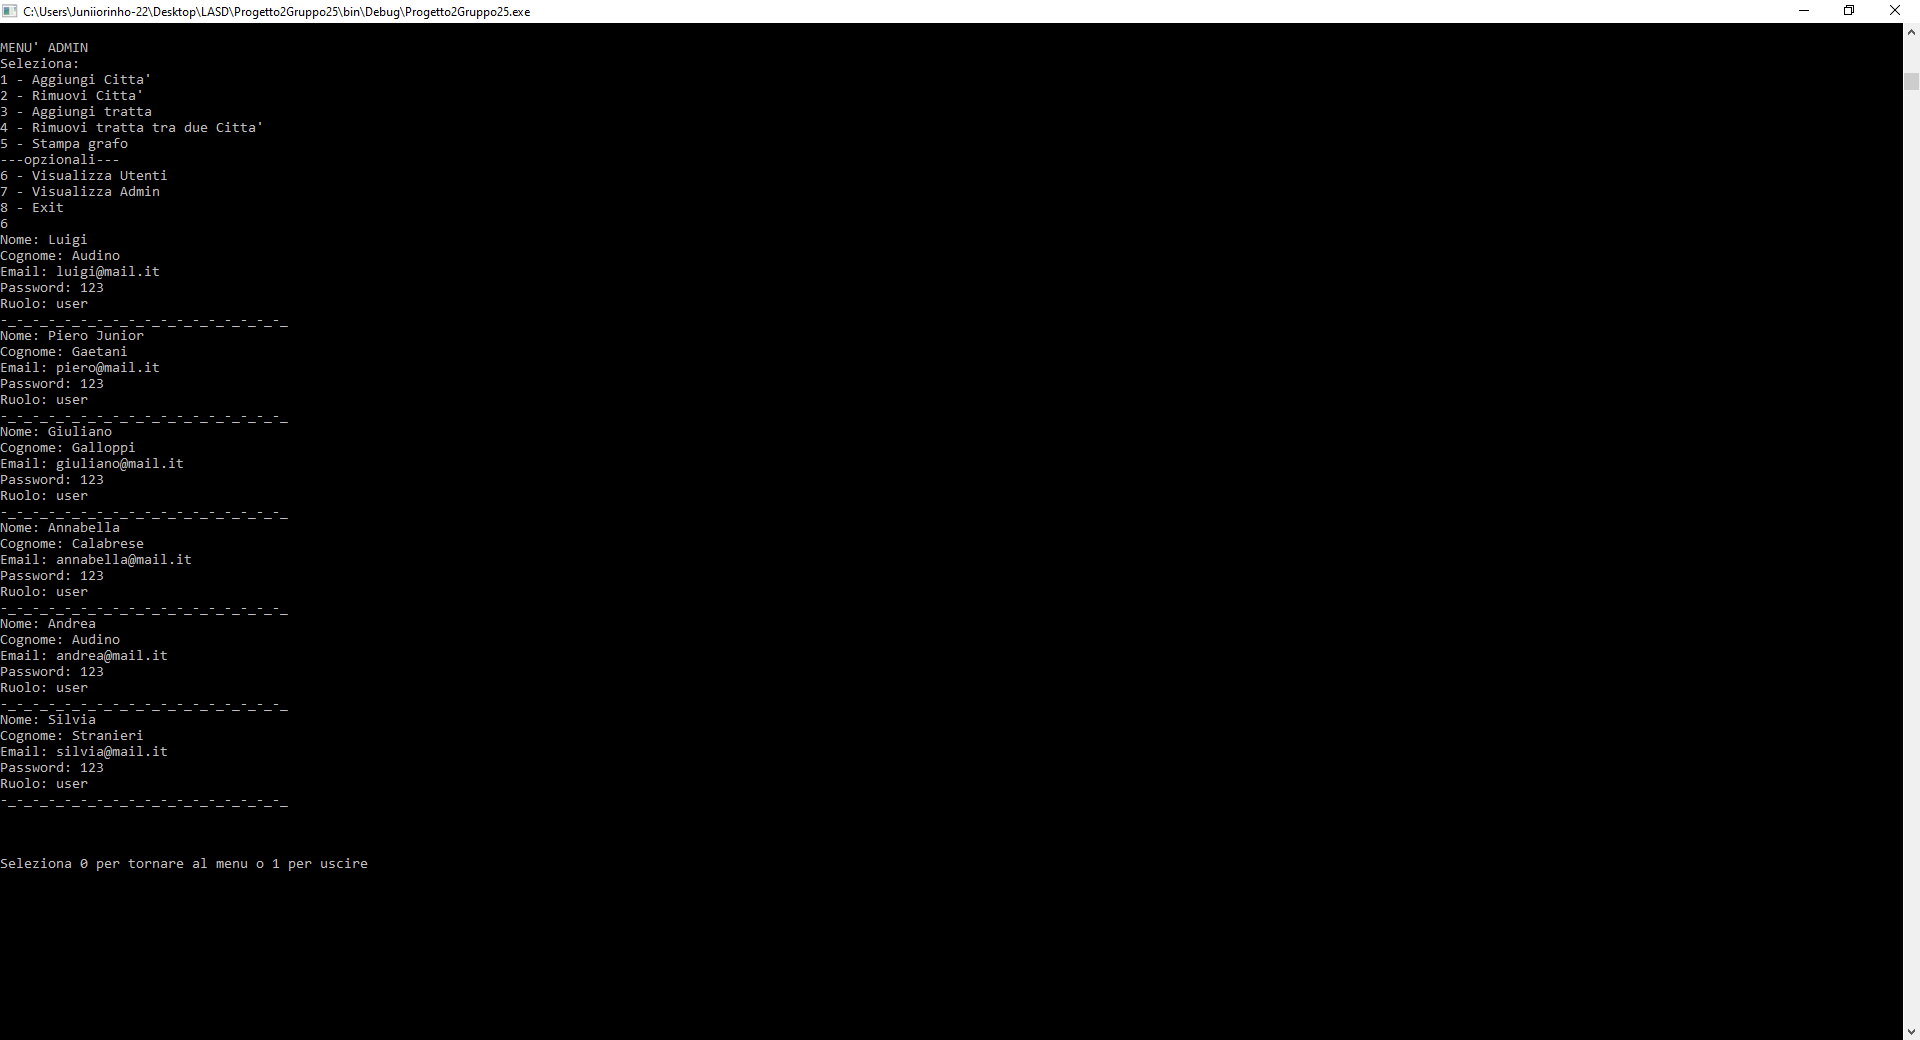 C:\Users\Juniorinho-22\Desktop\LASD\Progetto2Gruppo25\bin\Debug\Progetto2Gruppo25.exe
MENU' ADMIN
Seleziona:
1 - Aggiungi Citta'
2 - Rimuovi Citta'
3 - Aggiungi tratta
4 - Rimuovi tratta tra due Citta'
5 - Stampa grafo
---opzionali---
6 - Visualizza Utenti
7 - Visualizza Admin
8 - Exit
6
Nome: Luigi
Cognome: Audino
Email: luigi@mail.it
Password: 123
Ruolo: user
-_-_-_-_-_-_-_-_-_-_-_-_-_-_-_-_-_-_
Nome: Piero Junior
Cognome: Gaetani
Email: piero@mail.it
Password: 123
Ruolo: user
-_-_-_-_-_-_-_-_-_-_-_-_-_-_-_-_-_-_
Nome: Giuliano
Cognome: Galloppi
Email: giuliano@mail.it
Password: 123
Ruolo: user
-_-_-_-_-_-_-_-_-_-_-_-_-_-_-_-_-_-_
Nome: Annabella
Cognome: Calabrese
Email: annabella@mail.it
Password: 123
Ruolo: user
-_-_-_-_-_-_-_-_-_-_-_-_-_-_-_-_-_-_
Nome: Andrea
Cognome: Audino
Email: andrea@mail.it
Password: 123
Ruolo: user
-_-_-_-_-_-_-_-_-_-_-_-_-_-_-_-_-_-_
Nome: Silvia
Cognome: Stranieri
Email: silvia@mail.it
Password: 123
Ruolo: user
-_-_-_-_-_-_-_-_-_-_-_-_-_-_-_-_-_-_
Seleziona 0 per tornare al menu o 1 per uscire